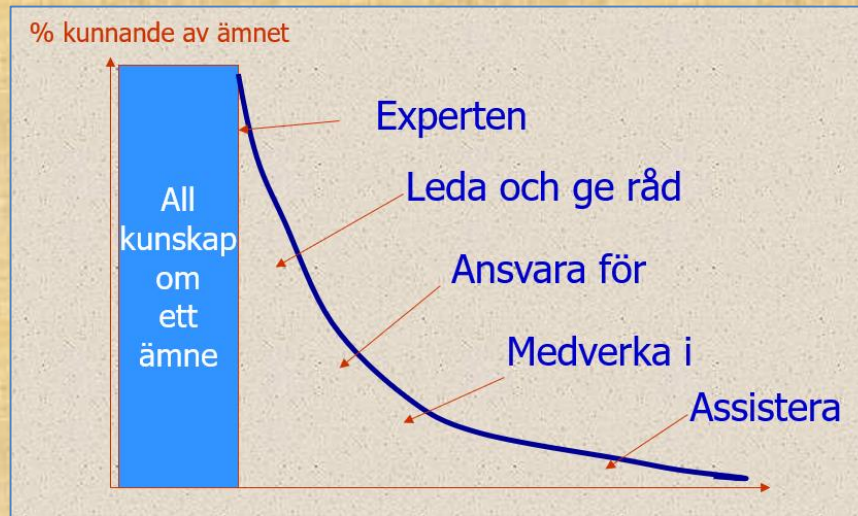 % kunnande av ämnet
All
kunskap
om
ett
ämne
Experten
Leda och ge råd
Ansvara för
Medverka i
Assistera